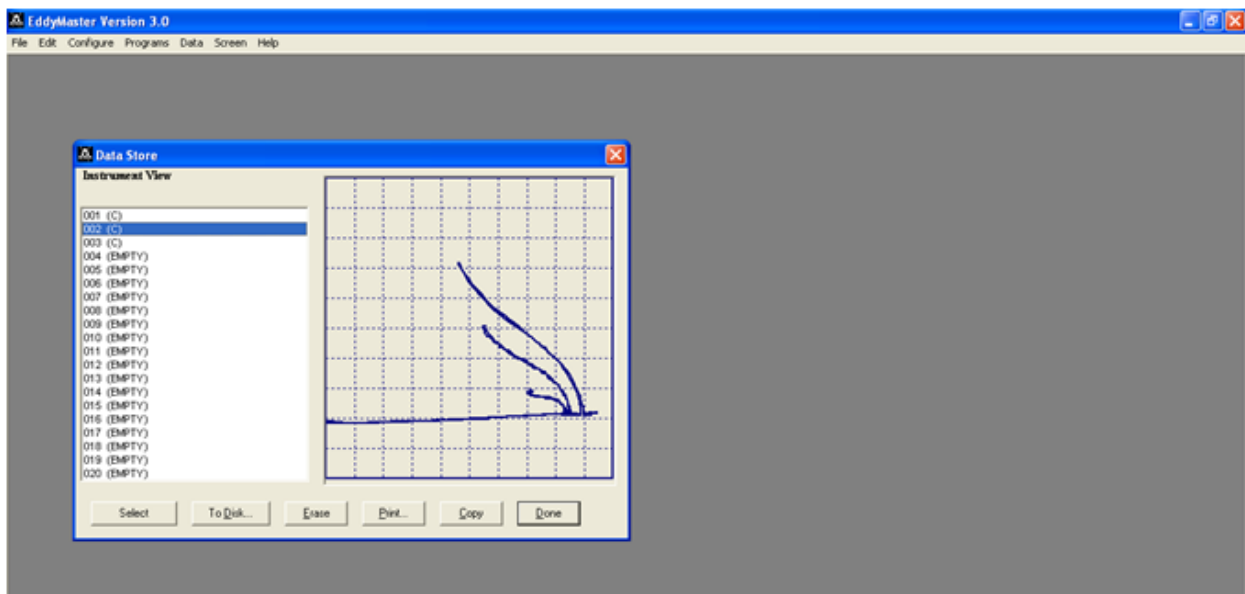 EddyMaster Version 3.0
File Edit Configure Programs Data Screen Help
Data Store
Instrument View
001 (C)
002 (C)
003 (C)
004 (EMPTY)
005 (EMPTY)
006 (EMPTY)
007 (EMPTY)
008 (EMPTY)
009 (EMPTY)
010 (EMPTY)
011 (EMPTY)
012 (EMPTY)
013 (EMPTY)
014 (EMPTY)
015 (EMPTY)
016 (EMPTY)
017 (EMPTY)
018 (EMPTY)
019 (EMPTY)
020 (EMPTY)
Select To Disk... Erase Print... Copy Done